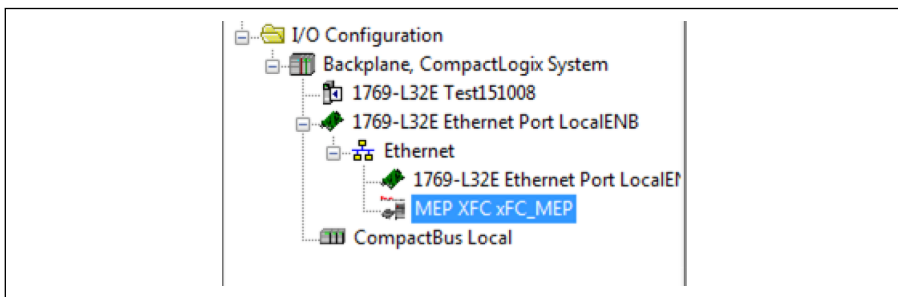 I/O Configuration
Backplane, CompactLogix System
1769-L32E Test151008
1769-L32E Ethernet Port LocalENB
Ethernet
1769-L32E Ethernet Port
MEP XFC xFC_MEP
CompactBus Local